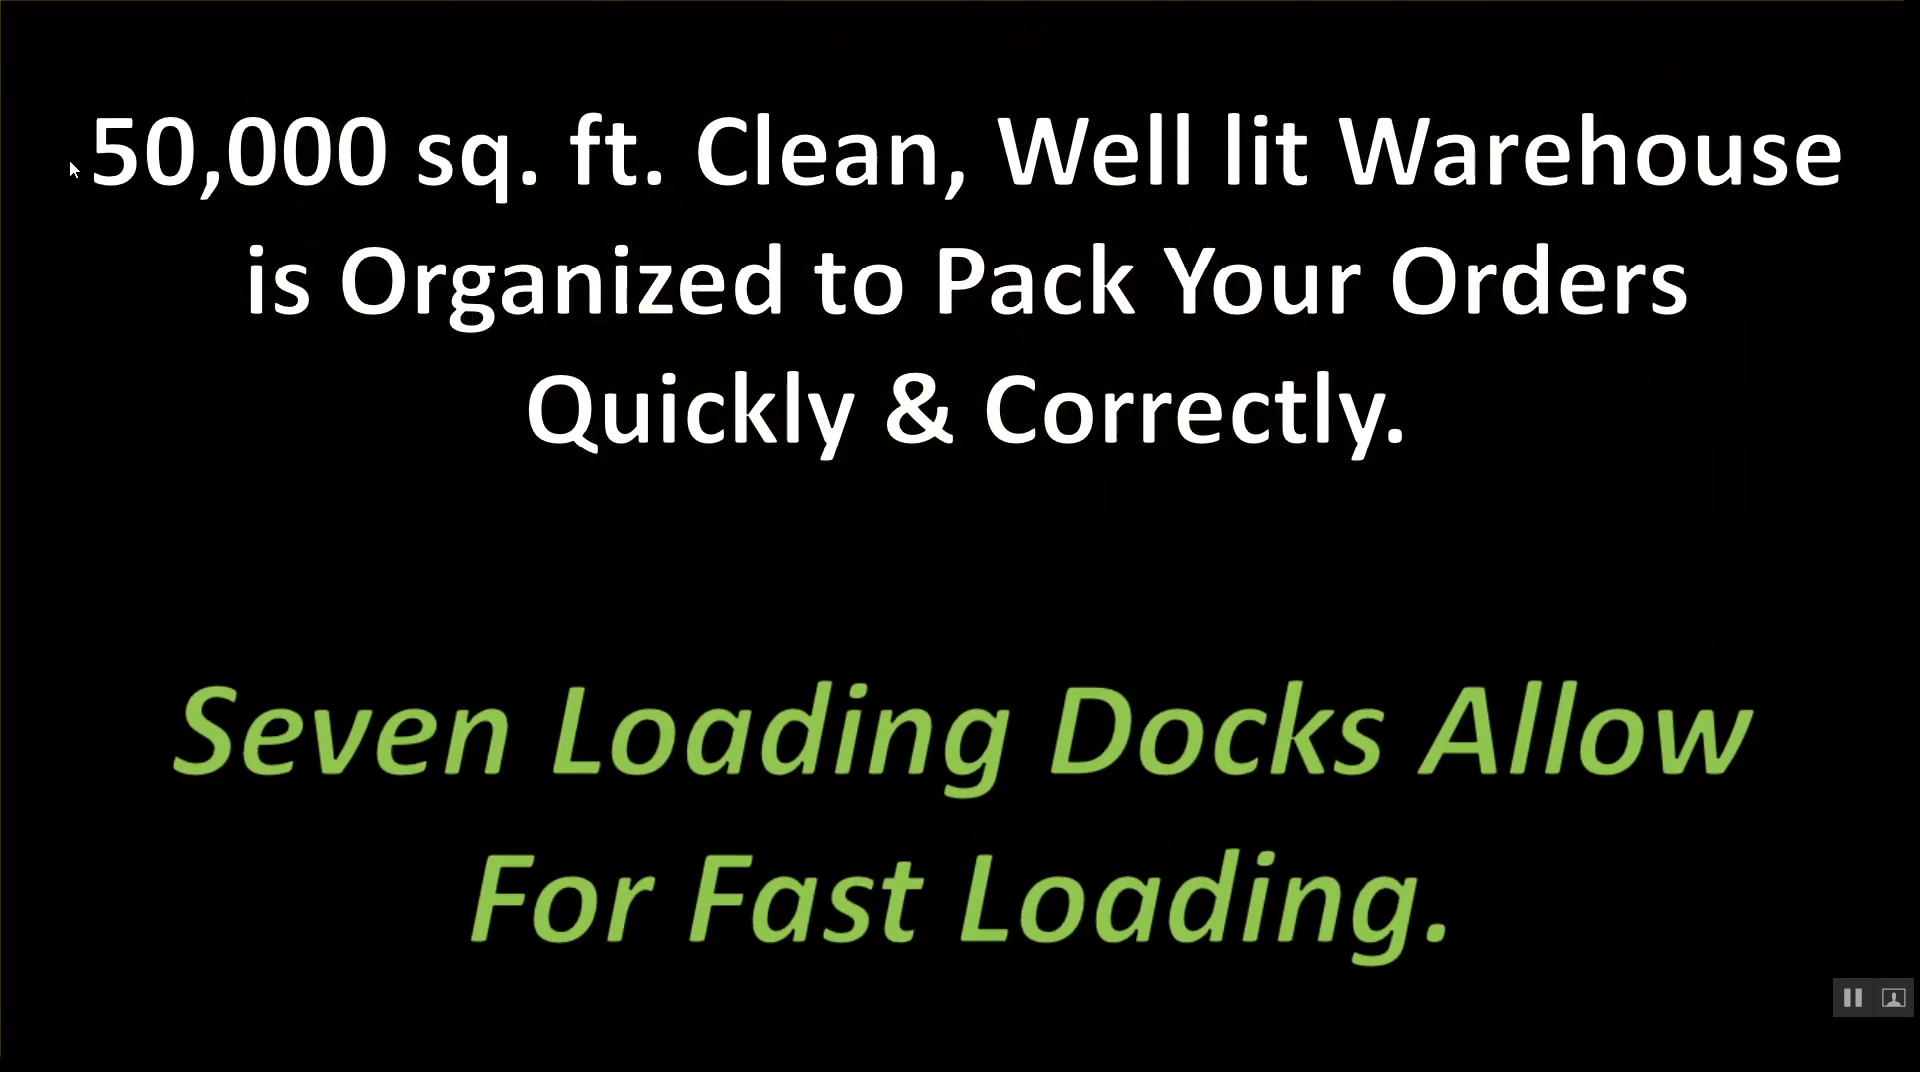 50,000 sq. ft. Clean, Well lit Warehouse
is Organized to Pack Your Orders
Quickly & Correctly.
Seven Loading Docks Allow
For Fast Loading.